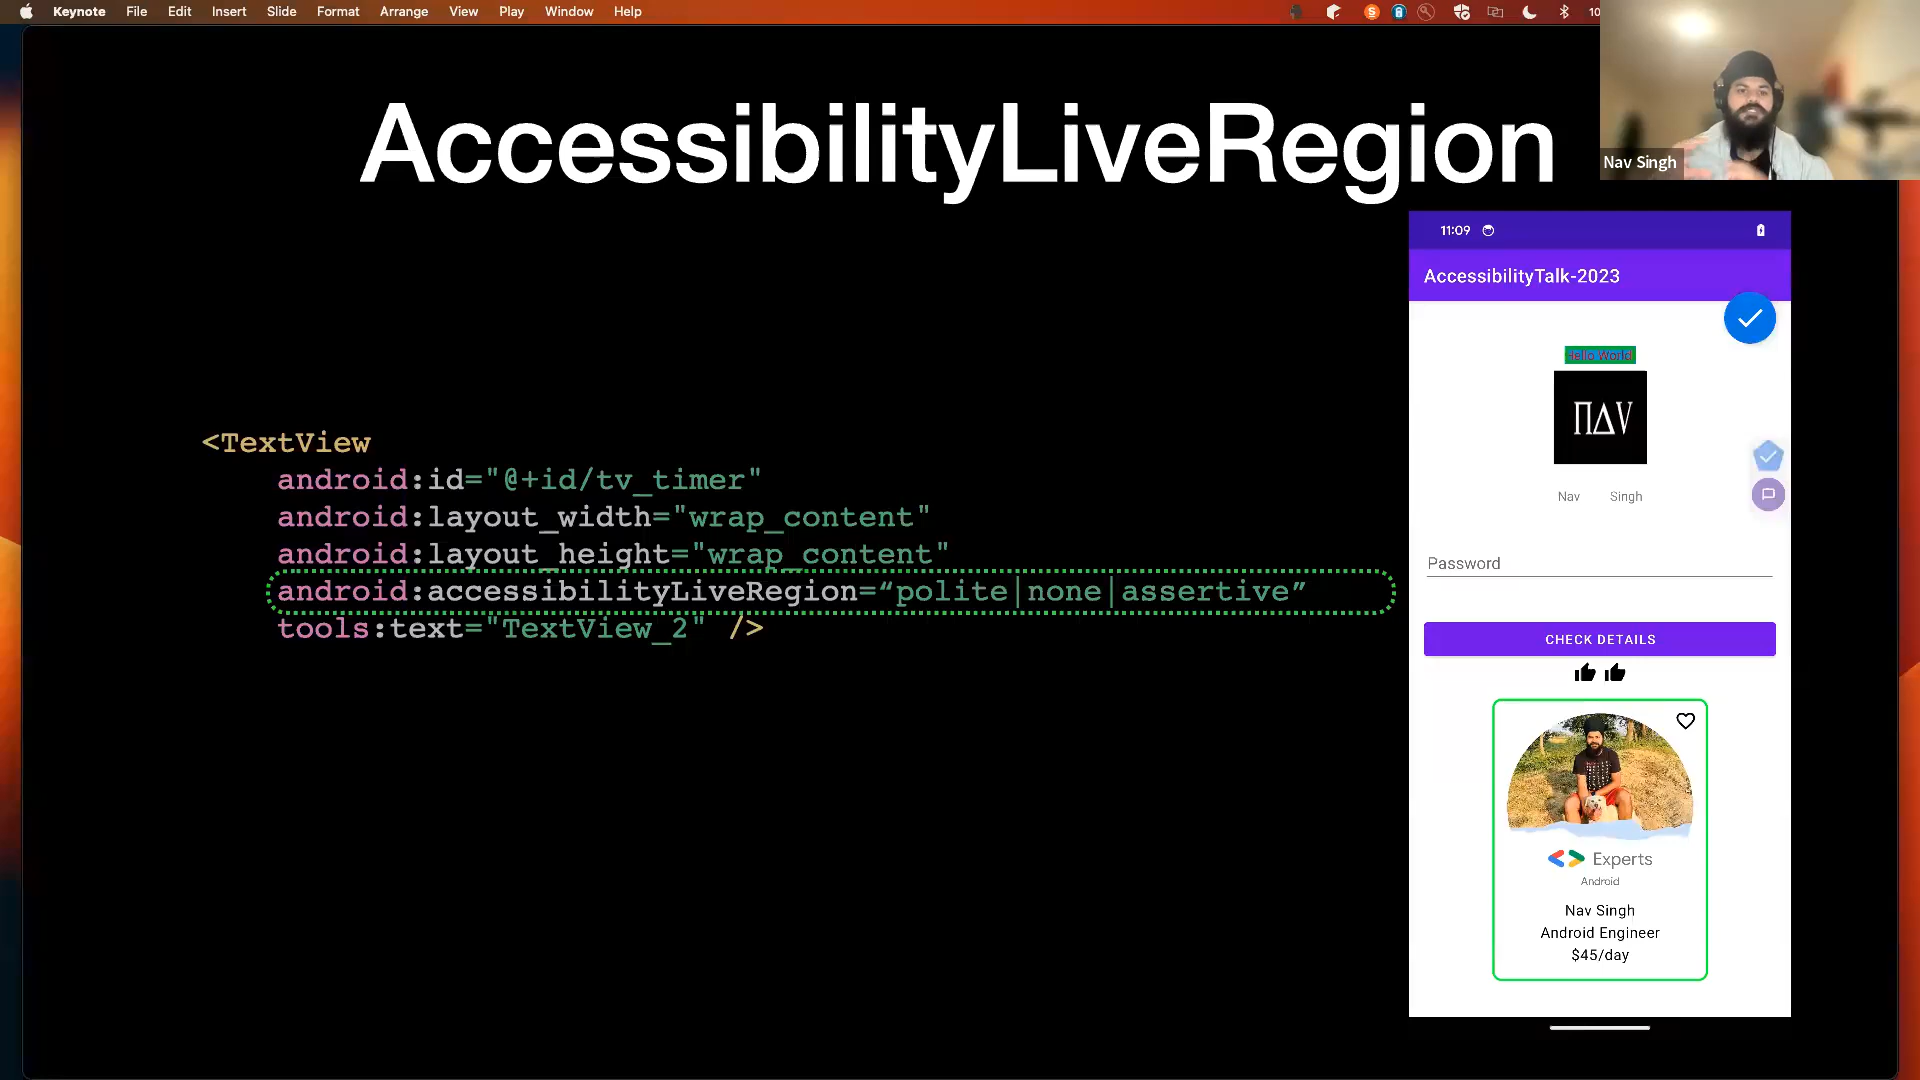 Keynote File Edit Insert Slide Format Arrange View Play Window Help
10
AccessibilityLiveRegion
Nav Singh
<TextView
android:id="@+id/tv_timer"
android:layout_width="wrap_content"
android:layout_height="wrap_content"
android:accessibilityLiveRegion=“polite|none|assertive”
tools:text="TextView_2" />
11:09
AccessibilityTalk-2023
Hello World
ΠΔV
Nav Singh
Password
CHECK DETAILS
Experts
Android
Nav Singh
Android Engineer
$45/day